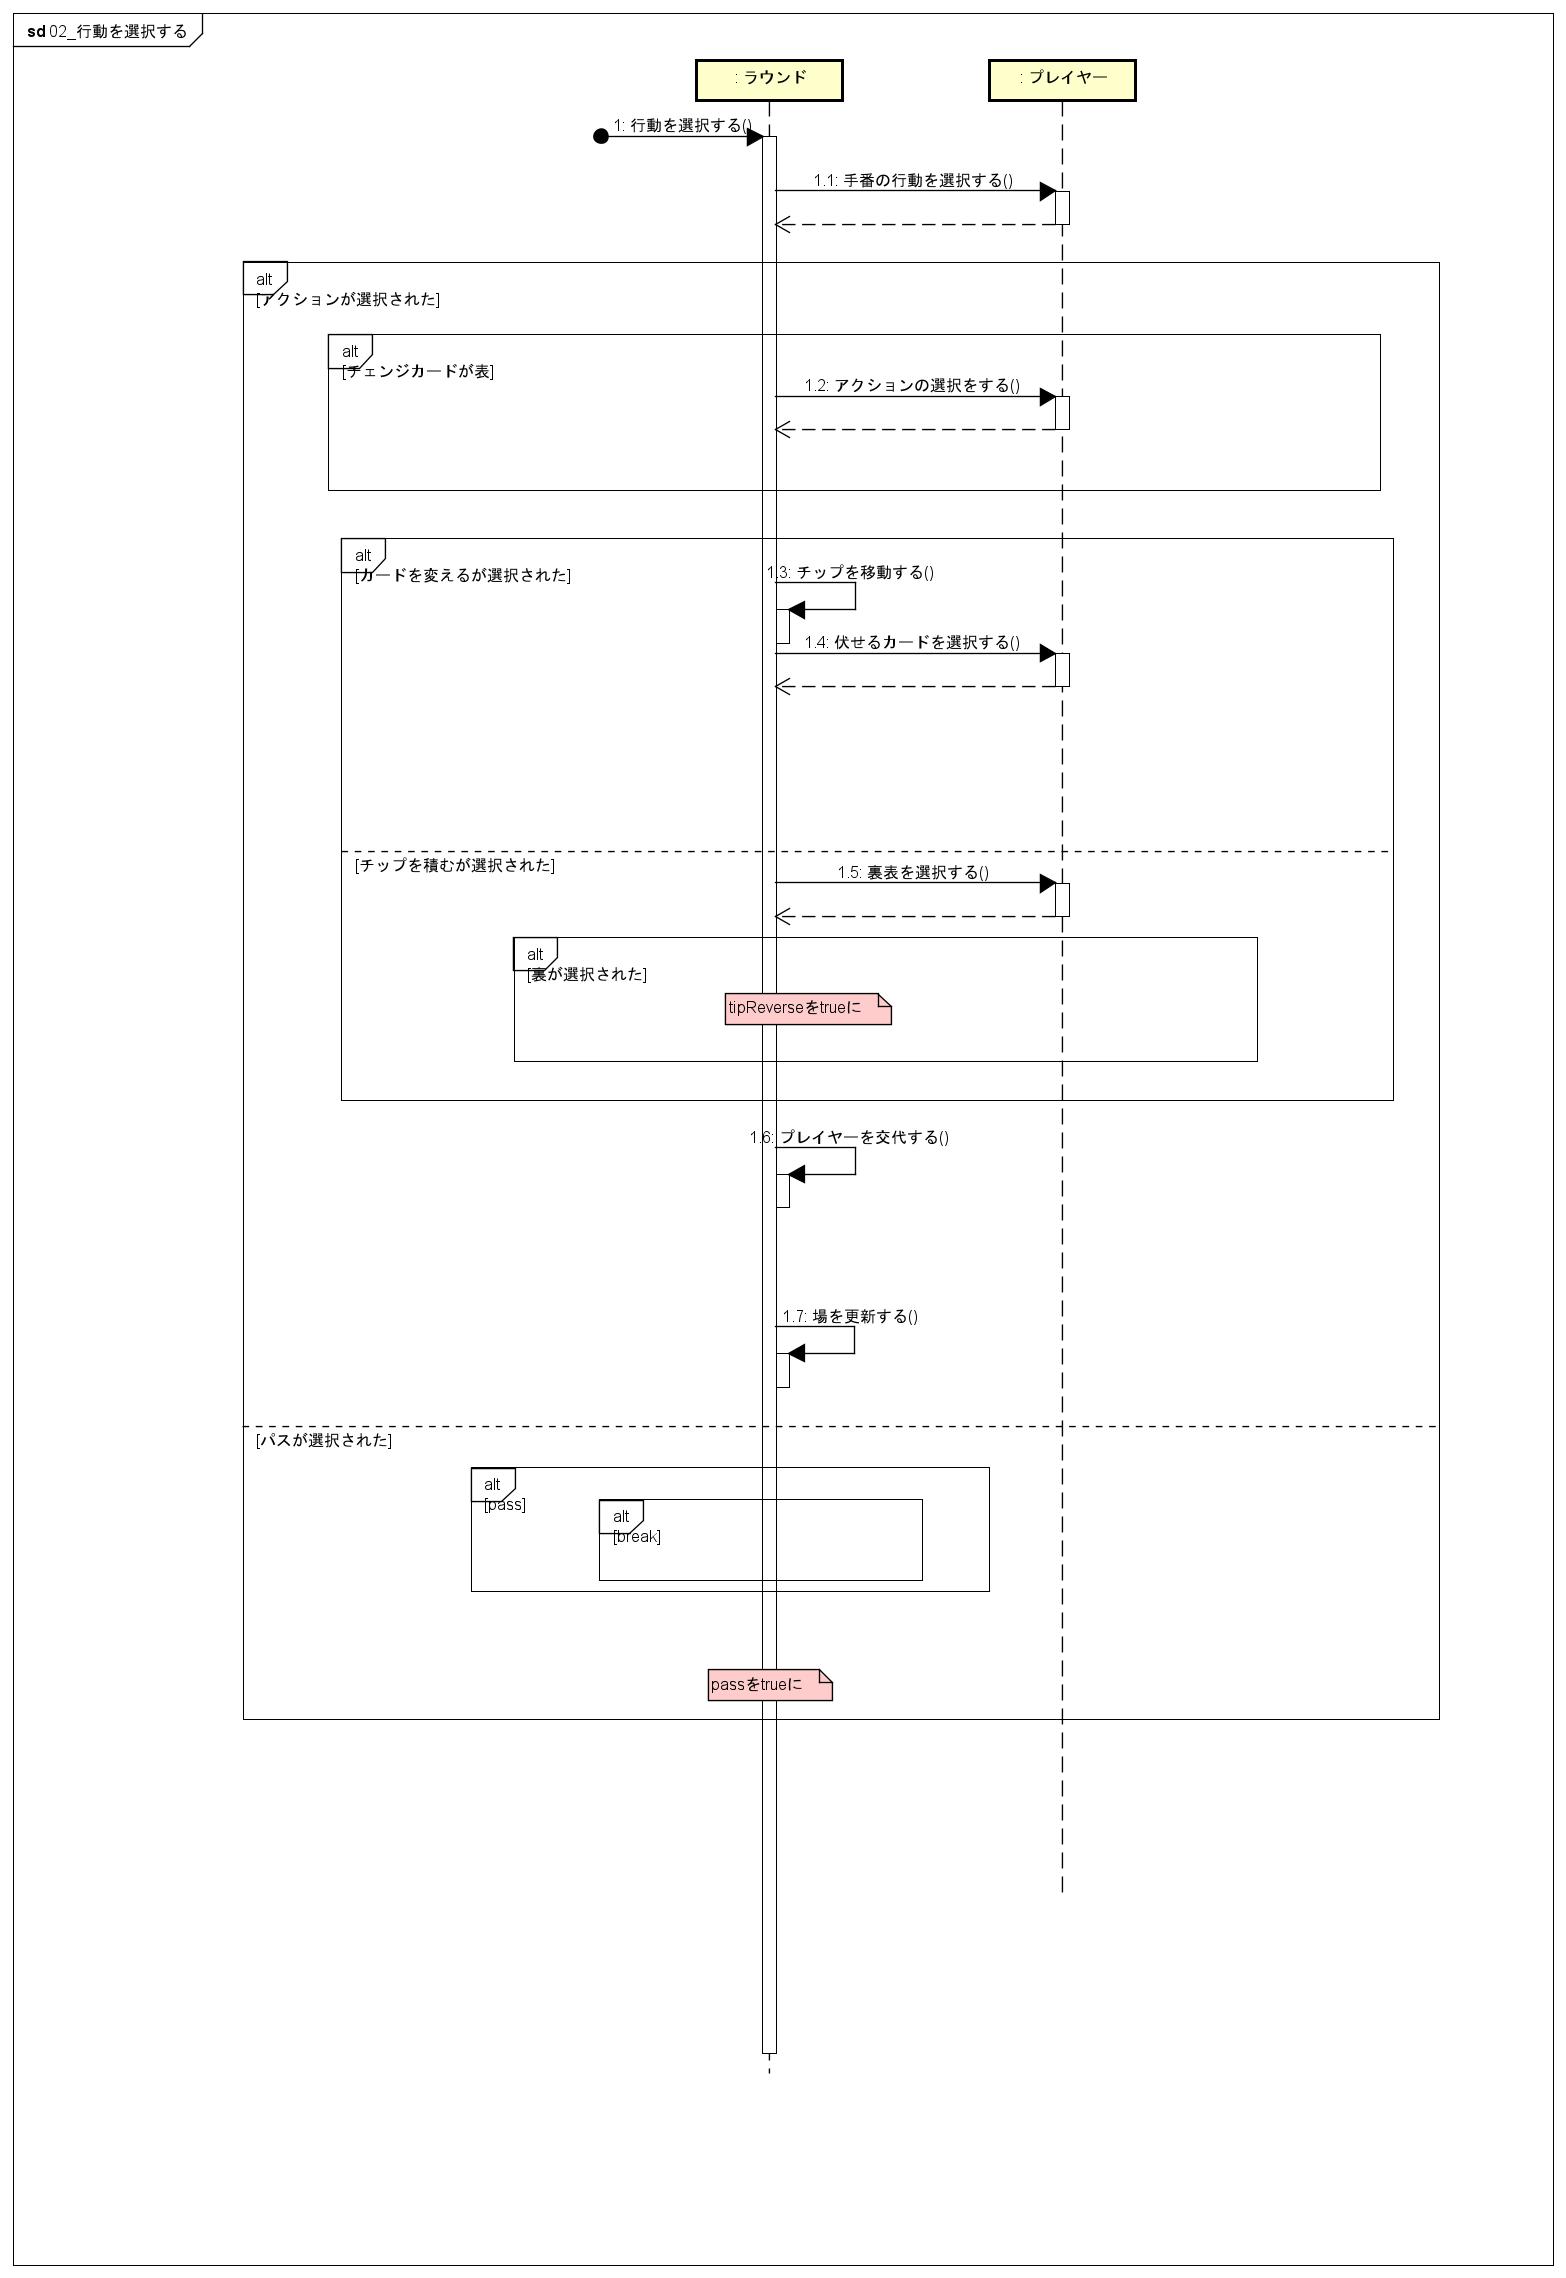 sd 02_行動を選択する
: ラウンド
: プレイヤー
1: 行動を選択する()
1.1: 手番の行動を選択する()
alt
[アクションが選択された]
alt
[チェンジカードが表]
1.2: アクションの選択をする()
alt
[カードを変えるが選択された]
1.3: チップを移動する()
1.4: 伏せるカードを選択する()
[チップを積むが選択された]
1.5: 裏表を選択する()
alt
[裏が選択された]
tipReverseをtrueに
1.6: プレイヤーを交代する()
1.7: 場を更新する()
[パスが選択された]
alt
[pass]
alt
[break]
passをtrueに